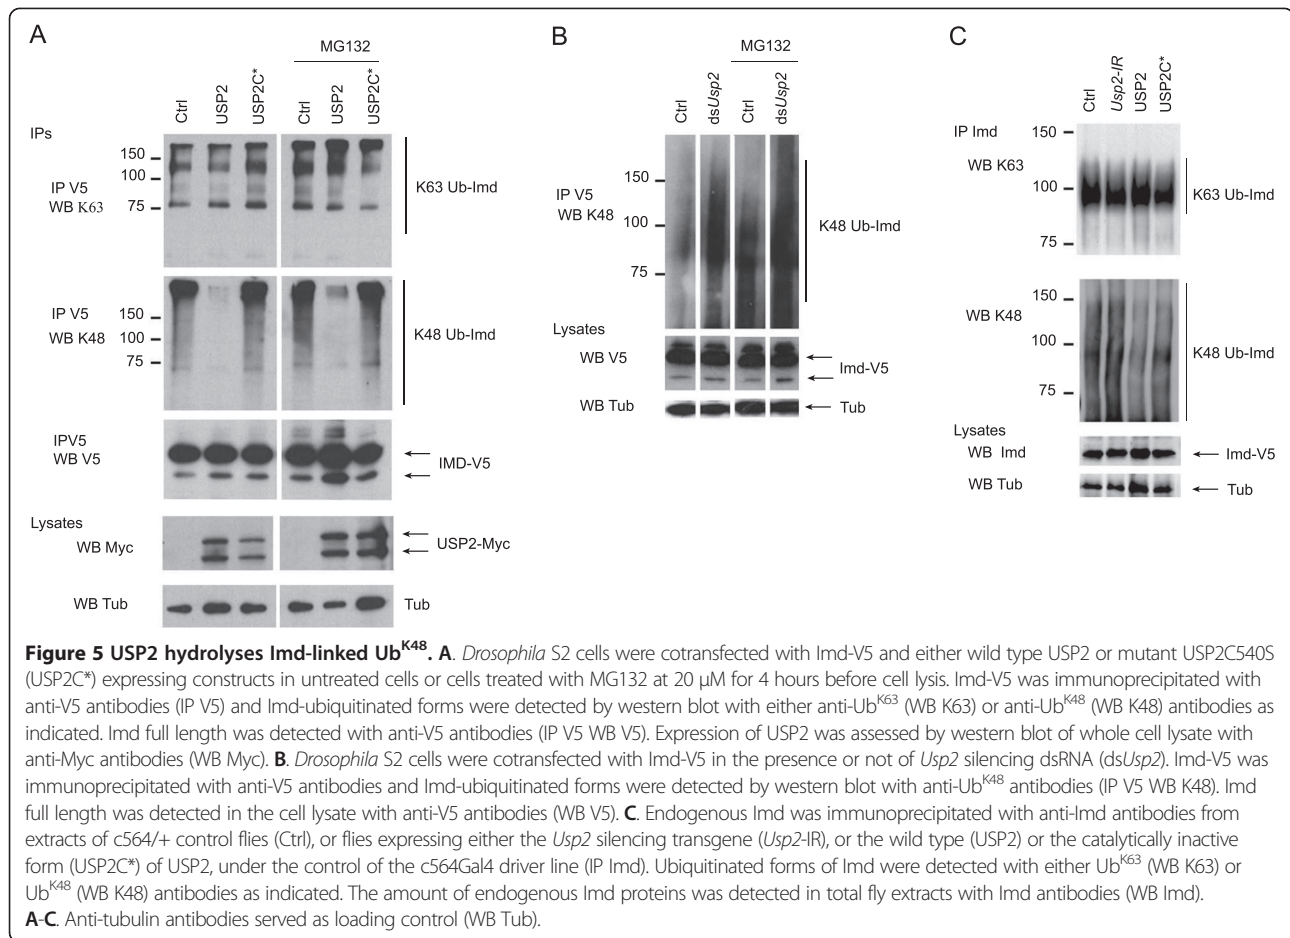 A
MG132
Ctrl
USP2
USP2C*
Ctrl
USP2
USP2C*
IPs
150
100
75
IP V5
WB K63
K63 Ub-Imd
IP V5
WB K48
150
100
75
K48 Ub-Imd
IPV5
WB V5
IMD-V5
Lysates
WB Myc
USP2-Myc
WB Tub
Tub
B
MG132
Ctrl
dsUsp2
Ctrl
dsUsp2
IP V5
WB K48
150
100
75
K48 Ub-Imd
Lysates
WB V5
Imd-V5
WB Tub
Tub
C
Ctrl
Usp2-IR
USP2
USP2C*
IP Imd
WB K63
150
100
75
K63 Ub-Imd
WB K48
150
100
75
K48 Ub-Imd
Lysates
WB Imd
Imd-V5
WB Tub
Tub
Figure 5 USP2 hydrolyses Imd-linked Ub^K48. A. Drosophila S2 cells were cotransfected with Imd-V5 and either wild type USP2 or mutant USP2C540S
(USP2C*) expressing constructs in untreated cells or cells treated with MG132 at 20 μM for 4 hours before cell lysis. Imd-V5 was immunoprecipitated with
anti-V5 antibodies (IP V5) and Imd-ubiquitinated forms were detected by western blot with either anti-Ub^K63 (WB K63) or anti-Ub^K48 (WB K48) antibodies as
indicated. Imd full length was detected with anti-V5 antibodies (IP V5 WB V5). Expression of USP2 was assessed by western blot of whole cell lysate with
anti-Myc antibodies (WB Myc). B. Drosophila S2 cells were cotransfected with Imd-V5 in the presence or not of Usp2 silencing dsRNA (dsUsp2). Imd-V5 was
immunoprecipitated with anti-V5 antibodies and Imd-ubiquitinated forms were detected by western blot with anti-Ub^K48 antibodies (IP V5 WB K48). Imd
full length was detected in the cell lysate with anti-V5 antibodies (WB V5). C. Endogenous Imd was immunoprecipitated with anti-Imd antibodies from
extracts of c564/+ control flies (Ctrl), or flies expressing either the Usp2 silencing transgene (Usp2-IR), or the wild type (USP2) or the catalytically inactive
form (USP2C*) of USP2, under the control of the c564Gal4 driver line (IP Imd). Ubiquitinated forms of Imd were detected with either Ub^K63 (WB K63) or
Ub^K48 (WB K48) antibodies as indicated. The amount of endogenous Imd proteins was detected in total fly extracts with Imd antibodies (WB Imd).
A-C. Anti-tubulin antibodies served as loading control (WB Tub).